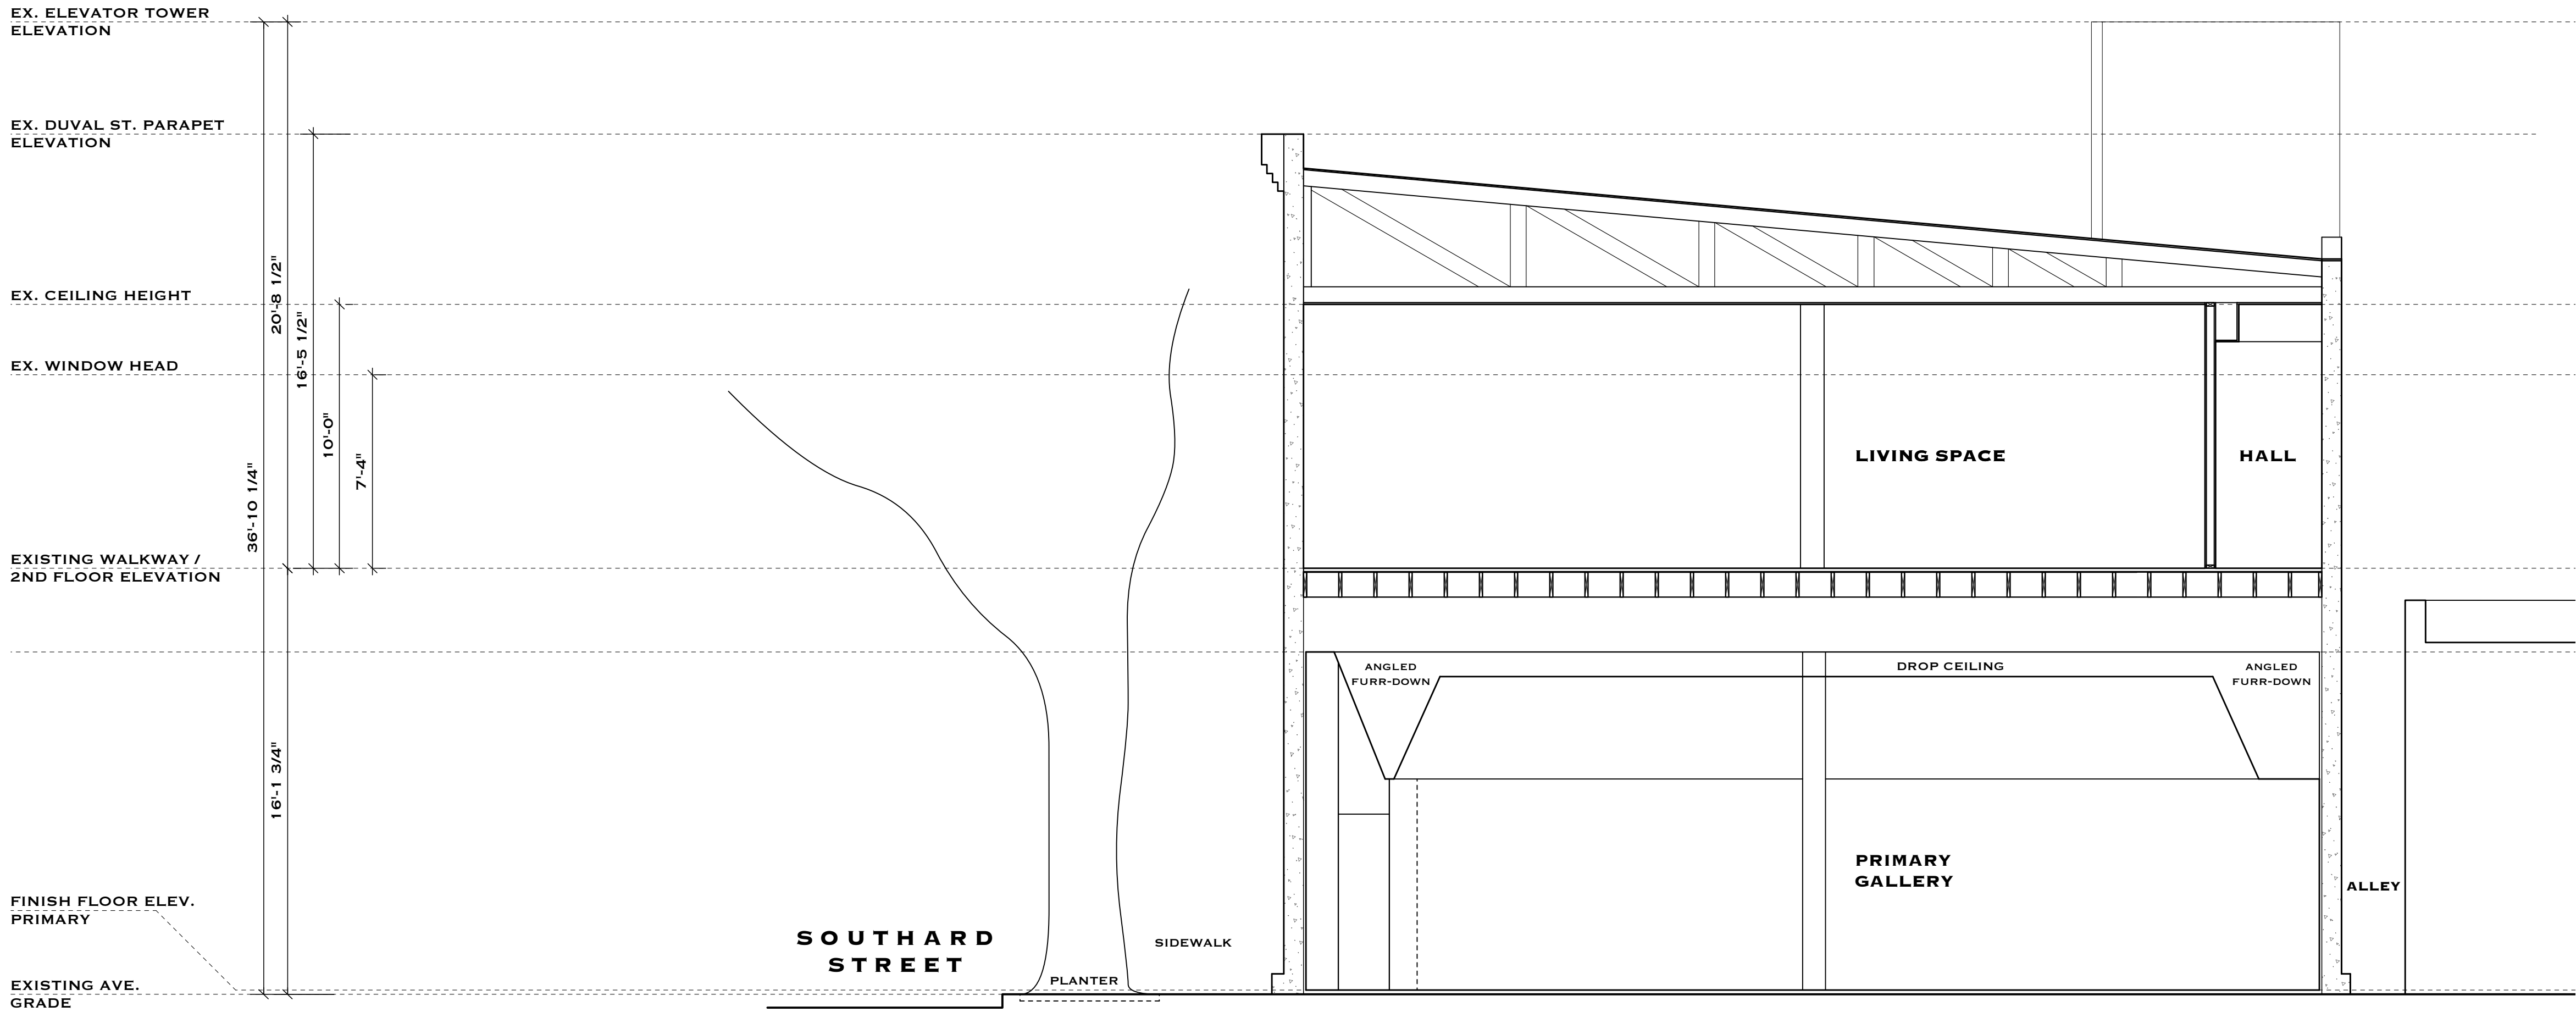 EX. ELEVATOR TOWER
ELEVATION
EX. DUVAL ST. PARAPET
ELEVATION
EX. CEILING HEIGHT
EX. WINDOW HEAD
EXISTING WALKWAY /
2ND FLOOR ELEVATION
FINISH FLOOR ELEV.
PRIMARY
EXISTING AVE.
GRADE
36'-10 1/4"
20'-8 1/2"
16'-1 3/4"
16'-5 1/2"
10'-0"
7'-4"
SOUTHARD
STREET
PLANTER
SIDEWALK
LIVING SPACE
HALL
ANGLED
FURR-DOWN
DROP CEILING
ANGLED
FURR-DOWN
PRIMARY
GALLERY
ALLEY